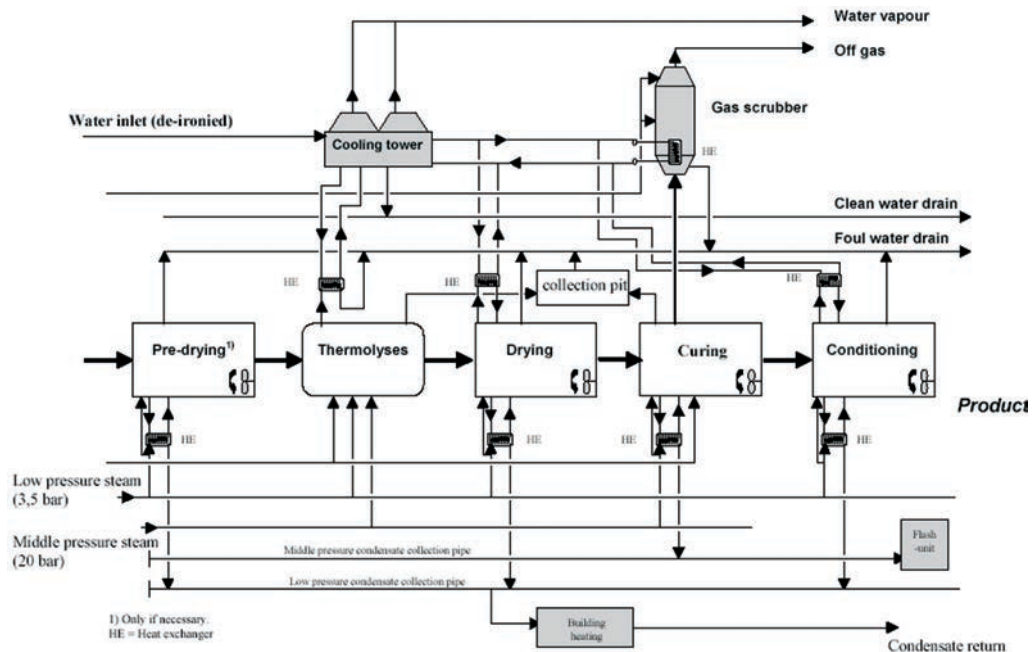 Water vapour
Off gas
Gas scrubber
Water inlet (de-ironied)
Cooling tower
HE
Clean water drain
Foul water drain
HE
HE
collection pit
HE
Pre-drying1)
Thermolyses
Drying
Curing
Conditioning
Product
HE
HE
HE
HE
Low pressure steam
(3,5 bar)
Middle pressure steam
(20 bar)
Middle pressure condensate collection pipe
Flash
-unit
Low pressure condensate collection pipe
1) Only if necessary.
HE = Heat exchanger
Building
heating
Condensate return